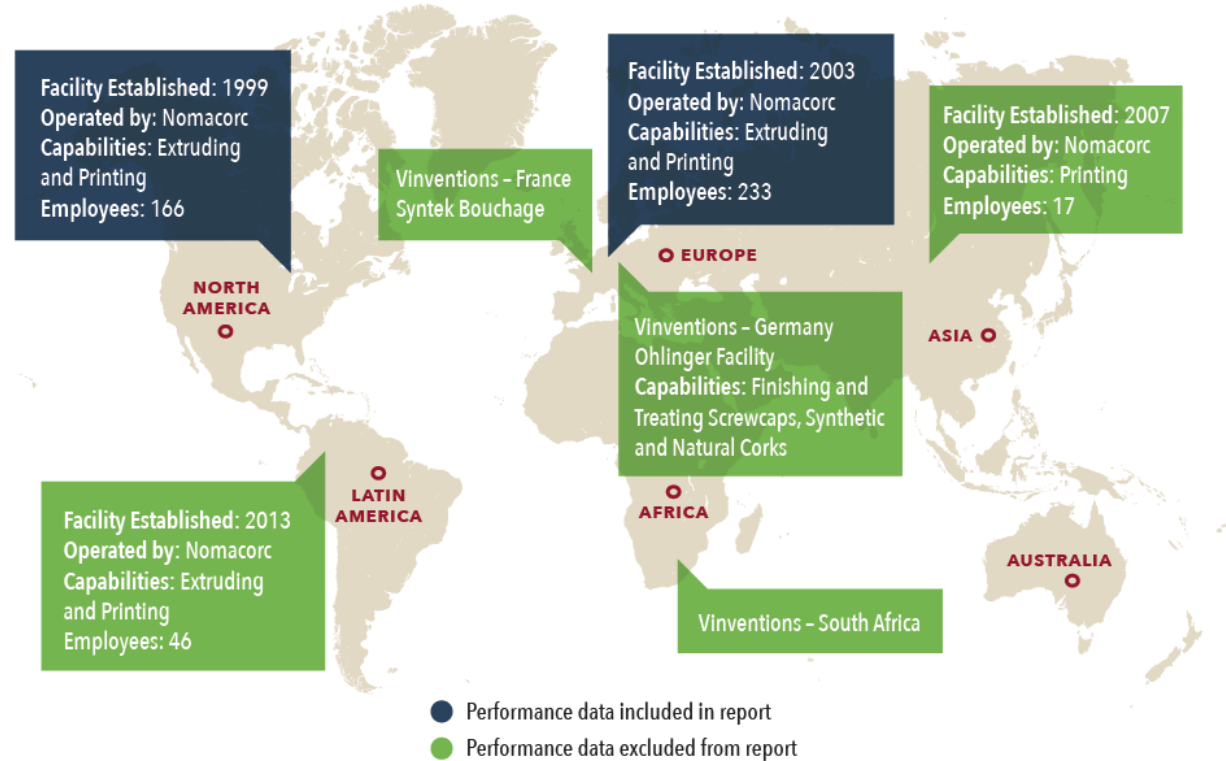 Facility Established: 1999
Operated by: Nomacorc
Capabilities: Extruding
and Printing
Employees: 166
Vinventions – France
Syntek Bouchage
Facility Established: 2003
Operated by: Nomacorc
Capabilities: Extruding
and Printing
Employees: 233
Facility Established: 2007
Operated by: Nomacorc
Capabilities: Printing
Employees: 17
NORTH
AMERICA
EUROPE
ASIA
Vinventions – Germany
Ohlinger Facility
Capabilities: Finishing and
Treating Screwcaps, Synthetic
and Natural Corks
LATIN
AMERICA
AFRICA
AUSTRALIA
Facility Established: 2013
Operated by: Nomacorc
Capabilities: Extruding
and Printing
Employees: 46
Vinventions – South Africa
Performance data included in report
Performance data excluded from report